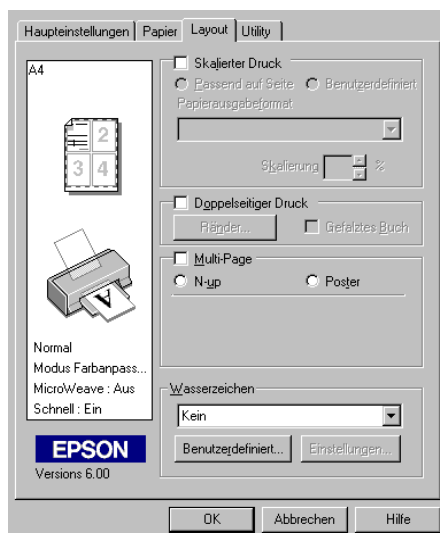 Haupteinstellungen Papier Layout Utility
A4
1 2
3 4
A
Normal
Modus Farbanpass...
MicroWeave : Aus
Schnell : Ein
EPSON
Versions 6.00
Skalierter Druck
Passend auf Seite Benutzerdefiniert
Papierausgabeformat
Skalierung %
Doppelseitiger Druck
Ränder... Gefalztes Buch
Multi-Page
N-up Poster
Wasserzeichen
Kein
Benutzerdefiniert... Einstellungen...
OK Abbrechen Hilfe